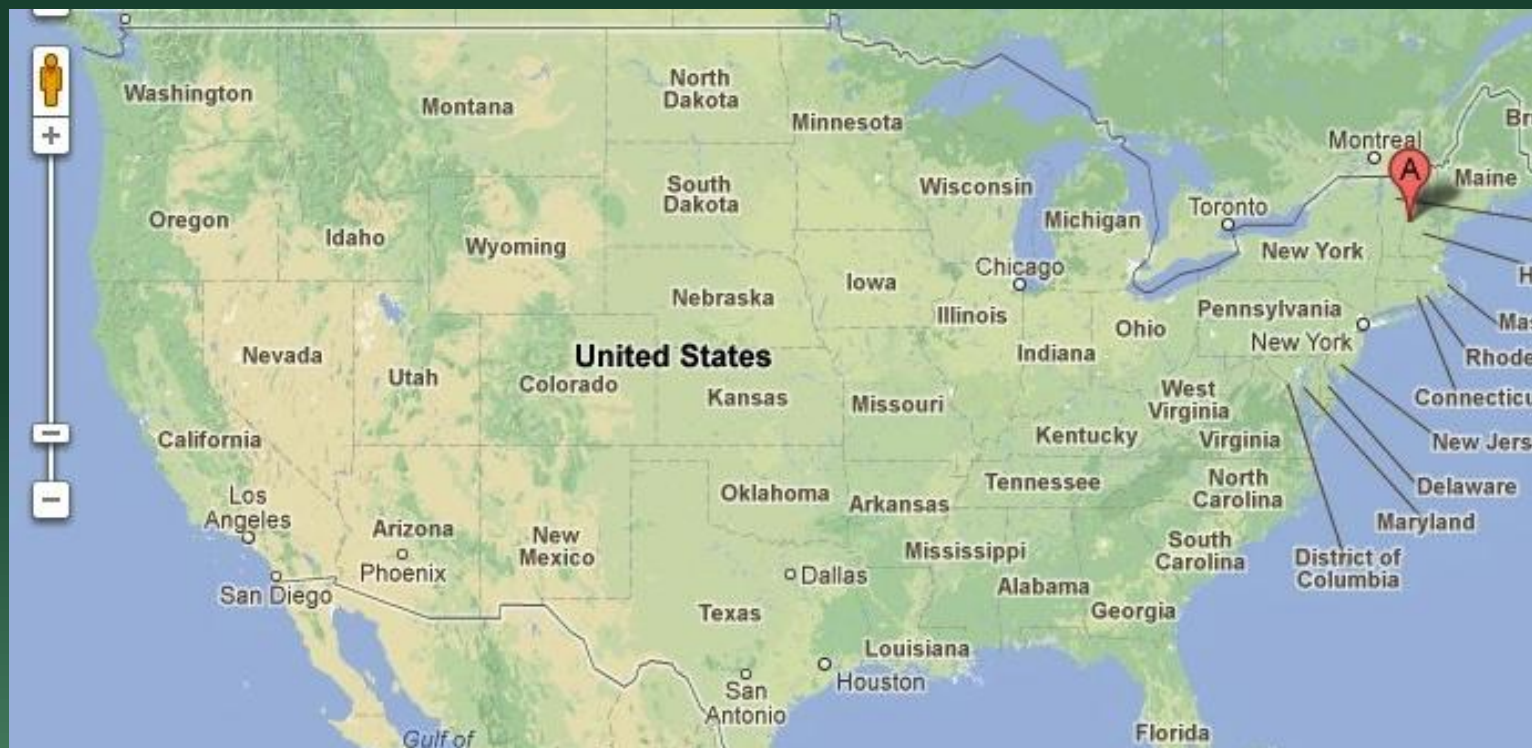 North
Dakota
Washington
Montana
Minnesota
Montreal
Br
A
Maine
South
Dakota
Wisconsin
Oregon
Idaho
Wyoming
Michigan
Toronto
New York
Iowa
Chicago
H
Nebraska
Illinois
Ohio
Pennsylvania
Mas
New York
Nevada
United States
Indiana
Rhode
Utah
Colorado
Kansas
Missouri
West
Virginia
Connecticu
California
Kentucky
Virginia
New Jers
Los
Angeles
Oklahoma
Arkansas
Tennessee
North
Carolina
Delaware
Arizona
New
Mexico
Maryland
Phoenix
Dallas
Mississippi
South
Carolina
District of
Columbia
San Diego
Alabama
Texas
Georgia
Louisiana
San
Antonio
Houston
Gulf of
Florida